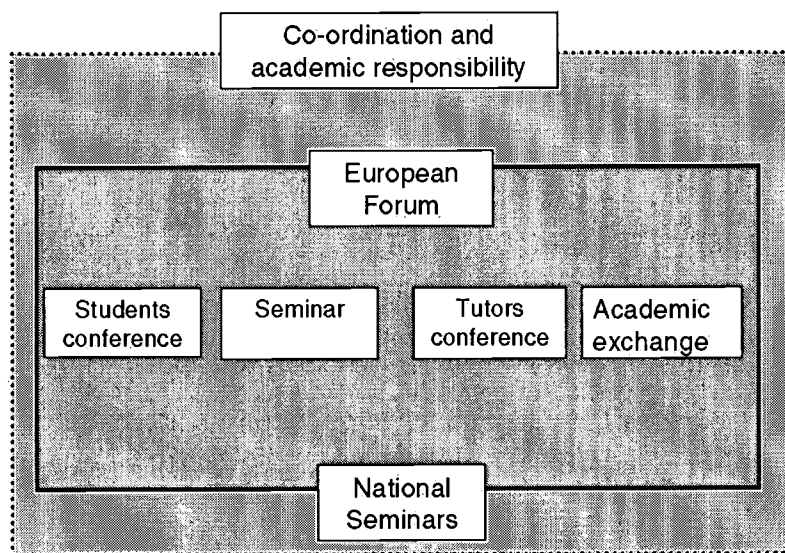 Co-ordination and
academic responsibility
European
Forum
Students
conference
Seminar
Tutors
conference
Academic
exchange
National
Seminars